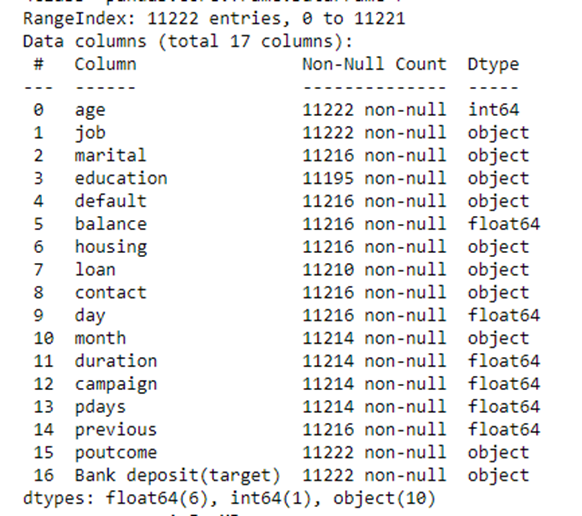 RangeIndex: 11222 entries, 0 to 11221
Data columns (total 17 columns):
 #   Column                Non-Null Count  Dtype
---  ------                --------------  -----
 0   age                   11222 non-null  int64
 1   job                   11222 non-null  object
 2   marital               11216 non-null  object
 3   education             11195 non-null  object
 4   default               11216 non-null  object
 5   balance               11216 non-null  float64
 6   housing               11216 non-null  object
 7   loan                  11210 non-null  object
 8   contact               11216 non-null  object
 9   day                   11216 non-null  float64
 10  month                 11214 non-null  object
 11  duration              11214 non-null  float64
 12  campaign              11214 non-null  float64
 13  pdays                 11214 non-null  float64
 14  previous              11216 non-null  float64
 15  poutcome              11222 non-null  object
 16  Bank deposit(target)  11222 non-null  object
dtypes: float64(6), int64(1), object(10)